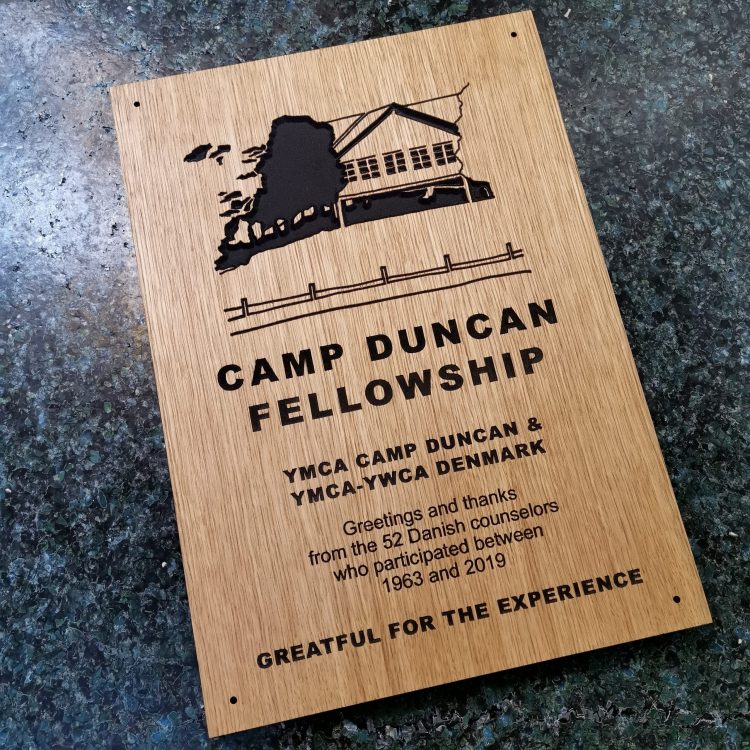 CAMP DUNCAN
FELLOWSHIP
YMCA CAMP DUNCAN &
YMCA-YWCA DENMARK
Greetings and thanks
from the 52 Danish counselors
who participated between
1963 and 2019
GREATFUL FOR THE EXPERIENCE